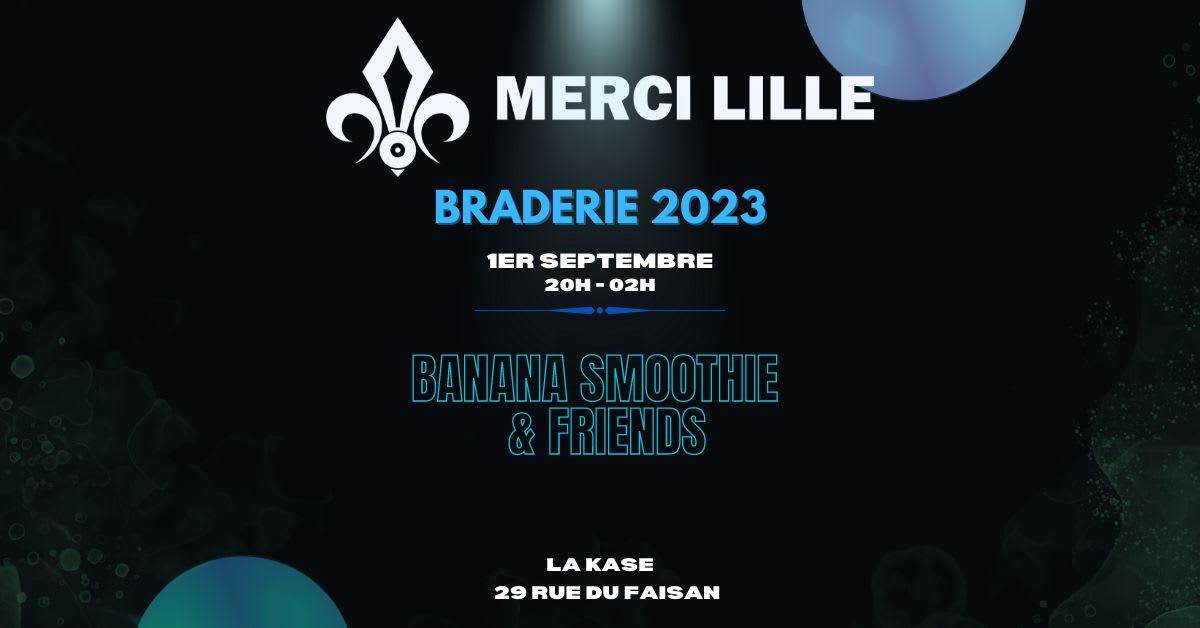 MERCI LILLE
BRADERIE 2023
1ER SEPTEMBRE
20H - 02H
BANANA SMOOTHIE
& FRIENDS
LA KASE
29 RUE DU FAISAN